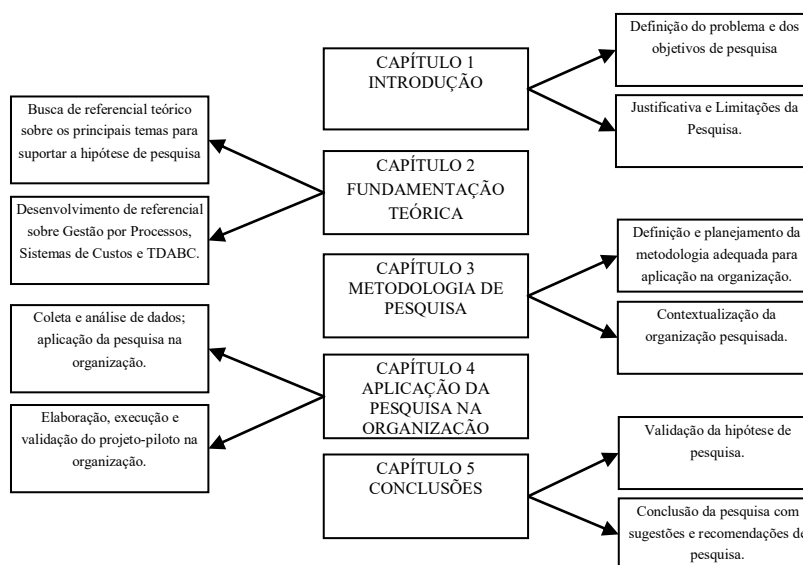 CAPÍTULO 1
INTRODUÇÃO
Definição do problema e dos
objetivos de pesquisa
Justificativa e Limitações da
Pesquisa.
CAPÍTULO 2
FUNDAMENTAÇÃO
TEÓRICA
Busca de referencial teórico
sobre os principais temas para
suportar a hipótese de pesquisa
Desenvolvimento de referencial
sobre Gestão por Processos,
Sistemas de Custos e TDABC.
CAPÍTULO 3
METODOLOGIA DE
PESQUISA
Definição e planejamento da
metodologia adequada para
aplicação na organização.
Contextualização da
organização pesquisada.
CAPÍTULO 4
APLICAÇÃO DA
PESQUISA NA
ORGANIZAÇÃO
Coleta e análise de dados;
aplicação da pesquisa na
organização.
Elaboração, execução e
validação do projeto-piloto na
organização.
CAPÍTULO 5
CONCLUSÕES
Validação da hipótese de
pesquisa.
Conclusão da pesquisa com
sugestões e recomendações de
pesquisa.